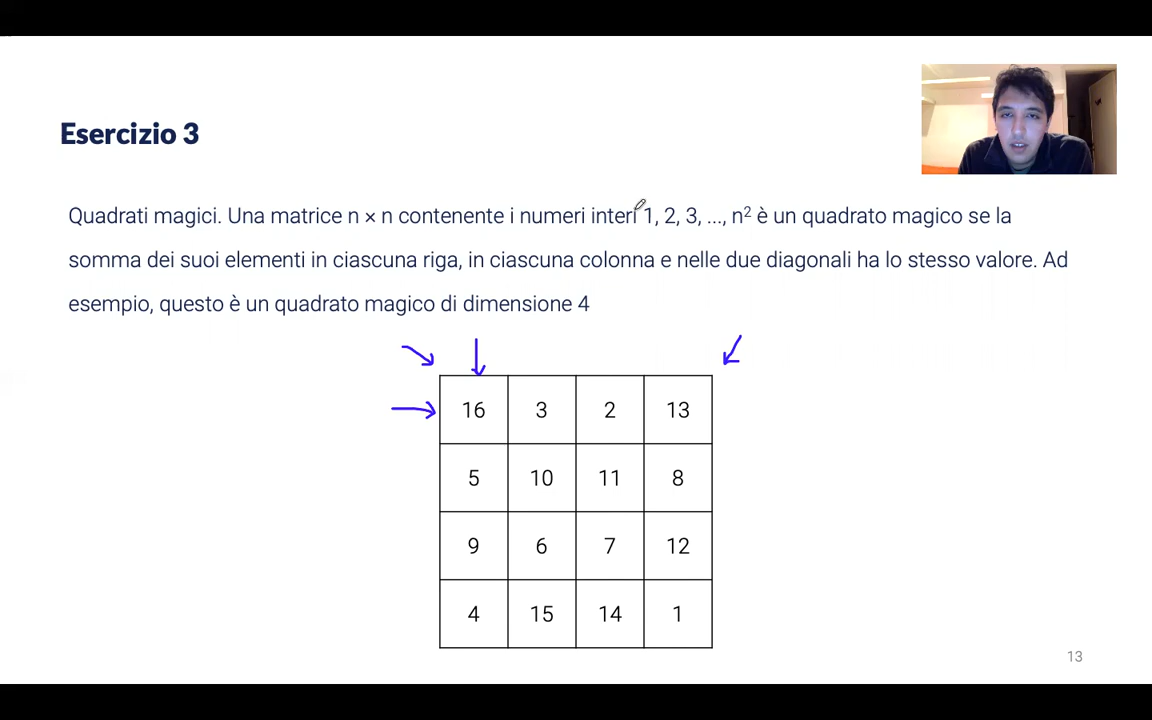 Esercizio 3
Quadrati magici. Una matrice n × n contenente i numeri interi 1, 2, 3, ..., n² è un quadrato magico se la
somma dei suoi elementi in ciascuna riga, in ciascuna colonna e nelle due diagonali ha lo stesso valore. Ad
esempio, questo è un quadrato magico di dimensione 4
16 3 2 13
5 10 11 8
9 6 7 12
4 15 14 1
13